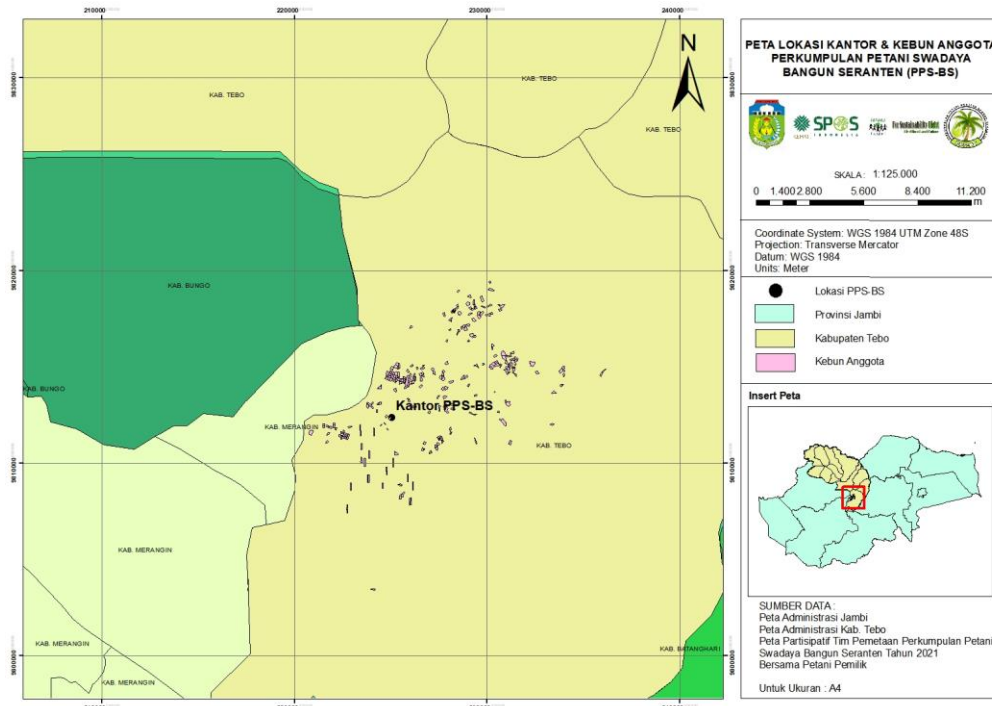 210000
220000
230000
240000
N
9830000
KAB. TEBO
KAB. TEBO
KAB. TEBO
9820000
KAB. BUNGO
KAB. BUNGO
Kantor PPS-BS
KAB. MERANGIN
KAB. TEBO
9810000
KAB. MERANGIN
KAB. MERANGIN
KAB. MERANGIN
KAB. BATANGHARI
9800000
PETA LOKASI KANTOR & KEBUN ANGGOTA
PERKUMPULAN PETANI SWADAYA
BANGUN SERANTEN (PPS-BS)
SPOS
INDONESIA
SKALA : 1:125.000
0 1.400 2.800 5.600 8.400 11.200
m
Coordinate System: WGS 1984 UTM Zone 48S
Projection: Transverse Mercator
Datum: WGS 1984
Units: Meter
Lokasi PPS-BS
Provinsi Jambi
Kabupaten Tebo
Kebun Anggota
Insert Peta
SUMBER DATA :
Peta Administrasi Jambi
Peta Administrasi Kab. Tebo
Peta Partisipatif Tim Pemetaan Perkumpulan Petani
Swadaya Bangun Seranten Tahun 2021
Bersama Petani Pemilik
Untuk Ukuran : A4